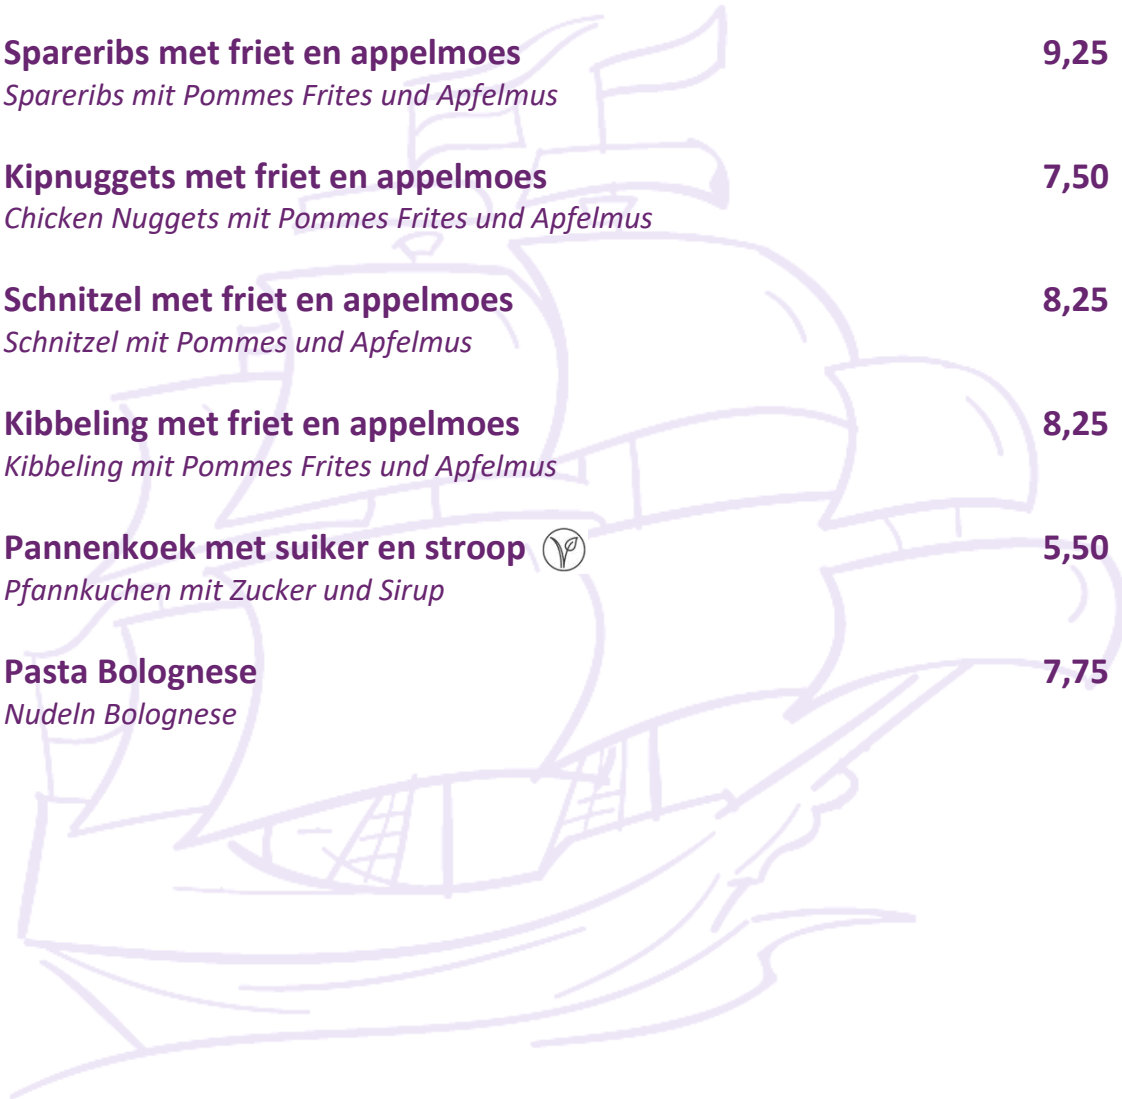 Spareribs met friet en appelmoes 9,25
Spareribs mit Pommes Frites und Apfelmus
Kipnuggets met friet en appelmoes 7,50
Chicken Nuggets mit Pommes Frites und Apfelmus
Schnitzel met friet en appelmoes 8,25
Schnitzel mit Pommes und Apfelmus
Kibbeling met friet en appelmoes 8,25
Kibbeling mit Pommes Frites und Apfelmus
Pannenkoek met suiker en stroop 5,50
Pfannkuchen mit Zucker und Sirup
Pasta Bolognese 7,75
Nudeln Bolognese